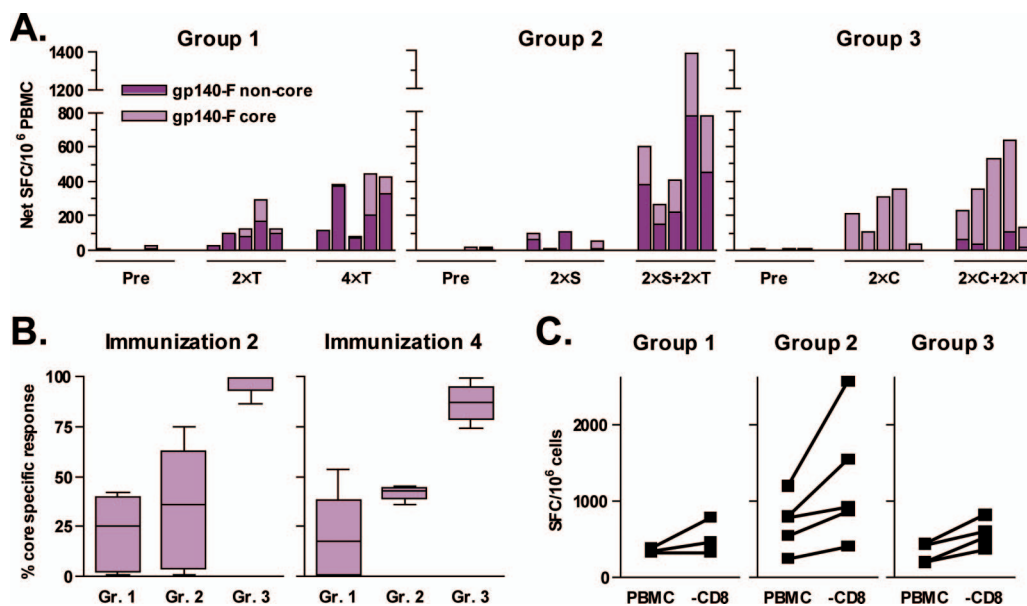 A.
Group 1
Group 2
Group 3
1400
1200
800
600
400
200
0
Net SFC/10⁶ PBMC
gp140-F non-core
gp140-F core
Pre
2×T
4×T
Pre
2×S
2×S+2×T
Pre
2×C
2×C+2×T
B.
Immunization 2
Immunization 4
100
75
50
25
0
% core specific response
Gr. 1
Gr. 2
Gr. 3
Gr. 1
Gr. 2
Gr. 3
C.
Group 1
Group 2
Group 3
2000
1000
0
SFC/10⁶ cells
PBMC
-CD8
PBMC
-CD8
PBMC
-CD8